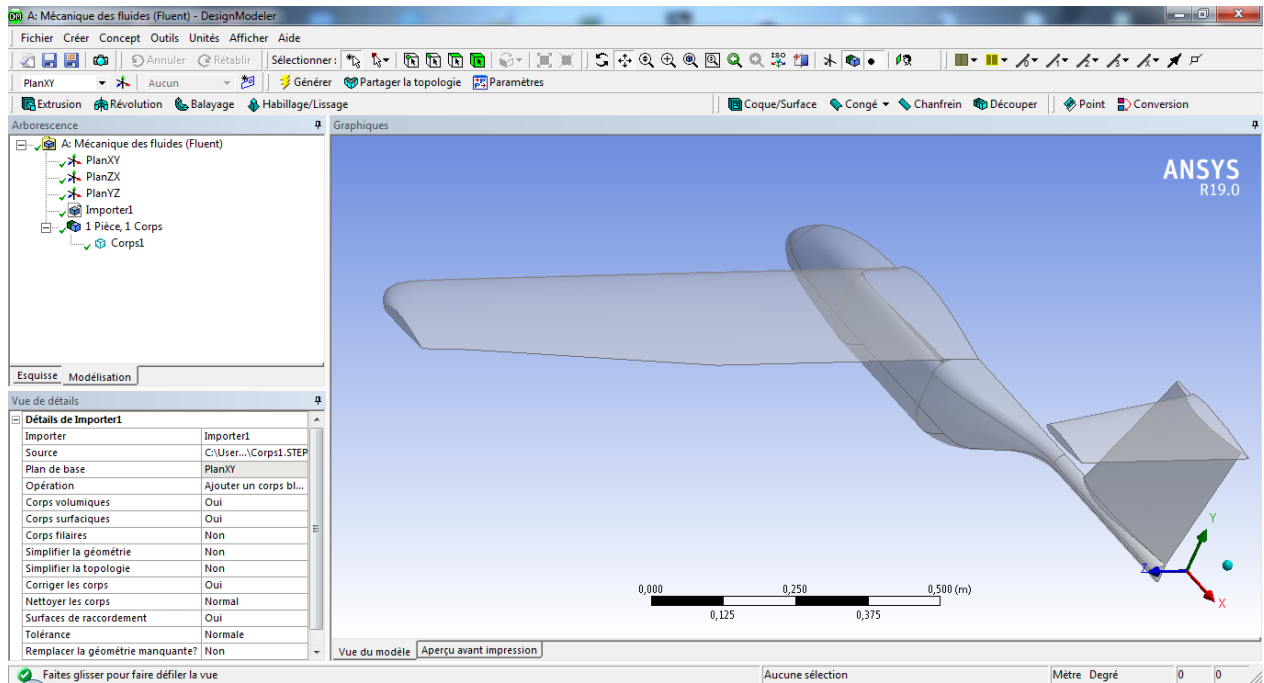 A: Mécanique des fluides (Fluent) - DesignModeler
Fichier Créer Concept Outils Unités Afficher Aide
Annuler Rétablir Sélectionner: ISO
PlanXY Aucun Générer Partager la topologie Paramètres
Extrusion Révolution Balayage Habillage/Lissage Coque/Surface Congé Chanfrein Découper Point Conversion
Arborescence
A: Mécanique des fluides (Fluent)
PlanXY
PlanZX
PlanYZ
Importer1
1 Pièce, 1 Corps
Corps1
Esquisse Modélisation
Vue de détails
Détails de Importer1
Importer Importer1
Source C:\User...\Corps1.STEP
Plan de base PlanXY
Opération Ajouter un corps bl...
Corps volumiques Oui
Corps surfaciques Oui
Corps filaires Non
Simplifier la géométrie Non
Simplifier la topologie Non
Corriger les corps Oui
Nettoyer les corps Normal
Surfaces de raccordement Oui
Tolérance Normale
Remplacer la géométrie manquante? Non
Graphiques
ANSYS
R19.0
Y
Z
X
0,000 0,250 0,500 (m)
0,125 0,375
Vue du modèle Aperçu avant impression
Faites glisser pour faire défiler la vue Aucune sélection Mètre Degré 0 0